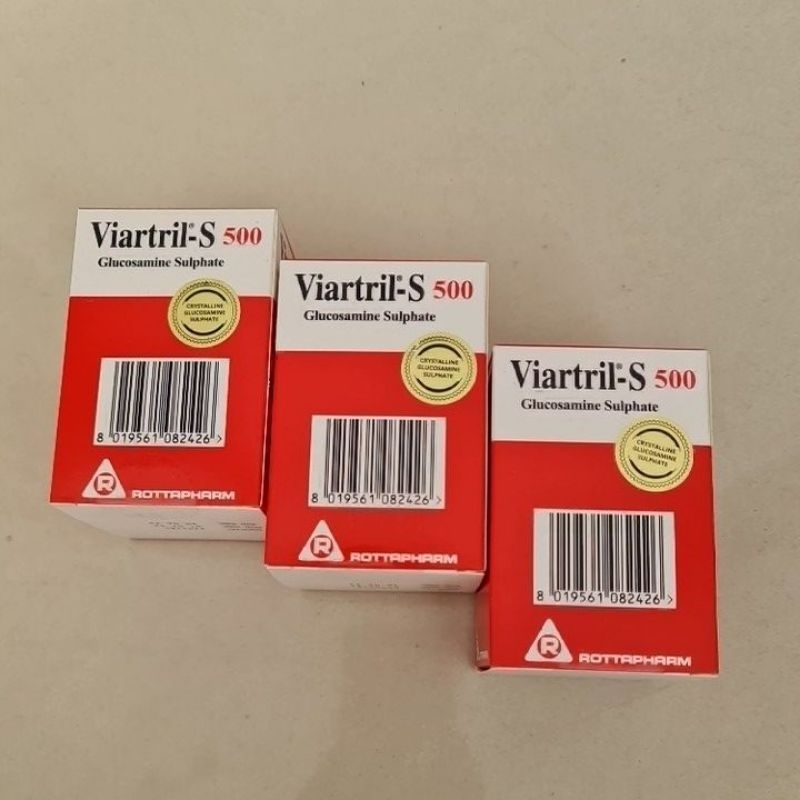 Viartril®-S 500
Glucosamine Sulphate
CRYSTALLINE
GLUCOSAMINE
SULPHATE
8 019561 082426 >
R
ROTTAPHARM
Viartril®-S 500
Glucosamine Sulphate
CRYSTALLINE
GLUCOSAMINE
SULPHATE
8 019561 082426 >
R
ROTTAPHARM
Viartril®-S 500
Glucosamine Sulphate
CRYSTALLINE
GLUCOSAMINE
SULPHATE
8 019561 082426 >
R
ROTTAPHARM